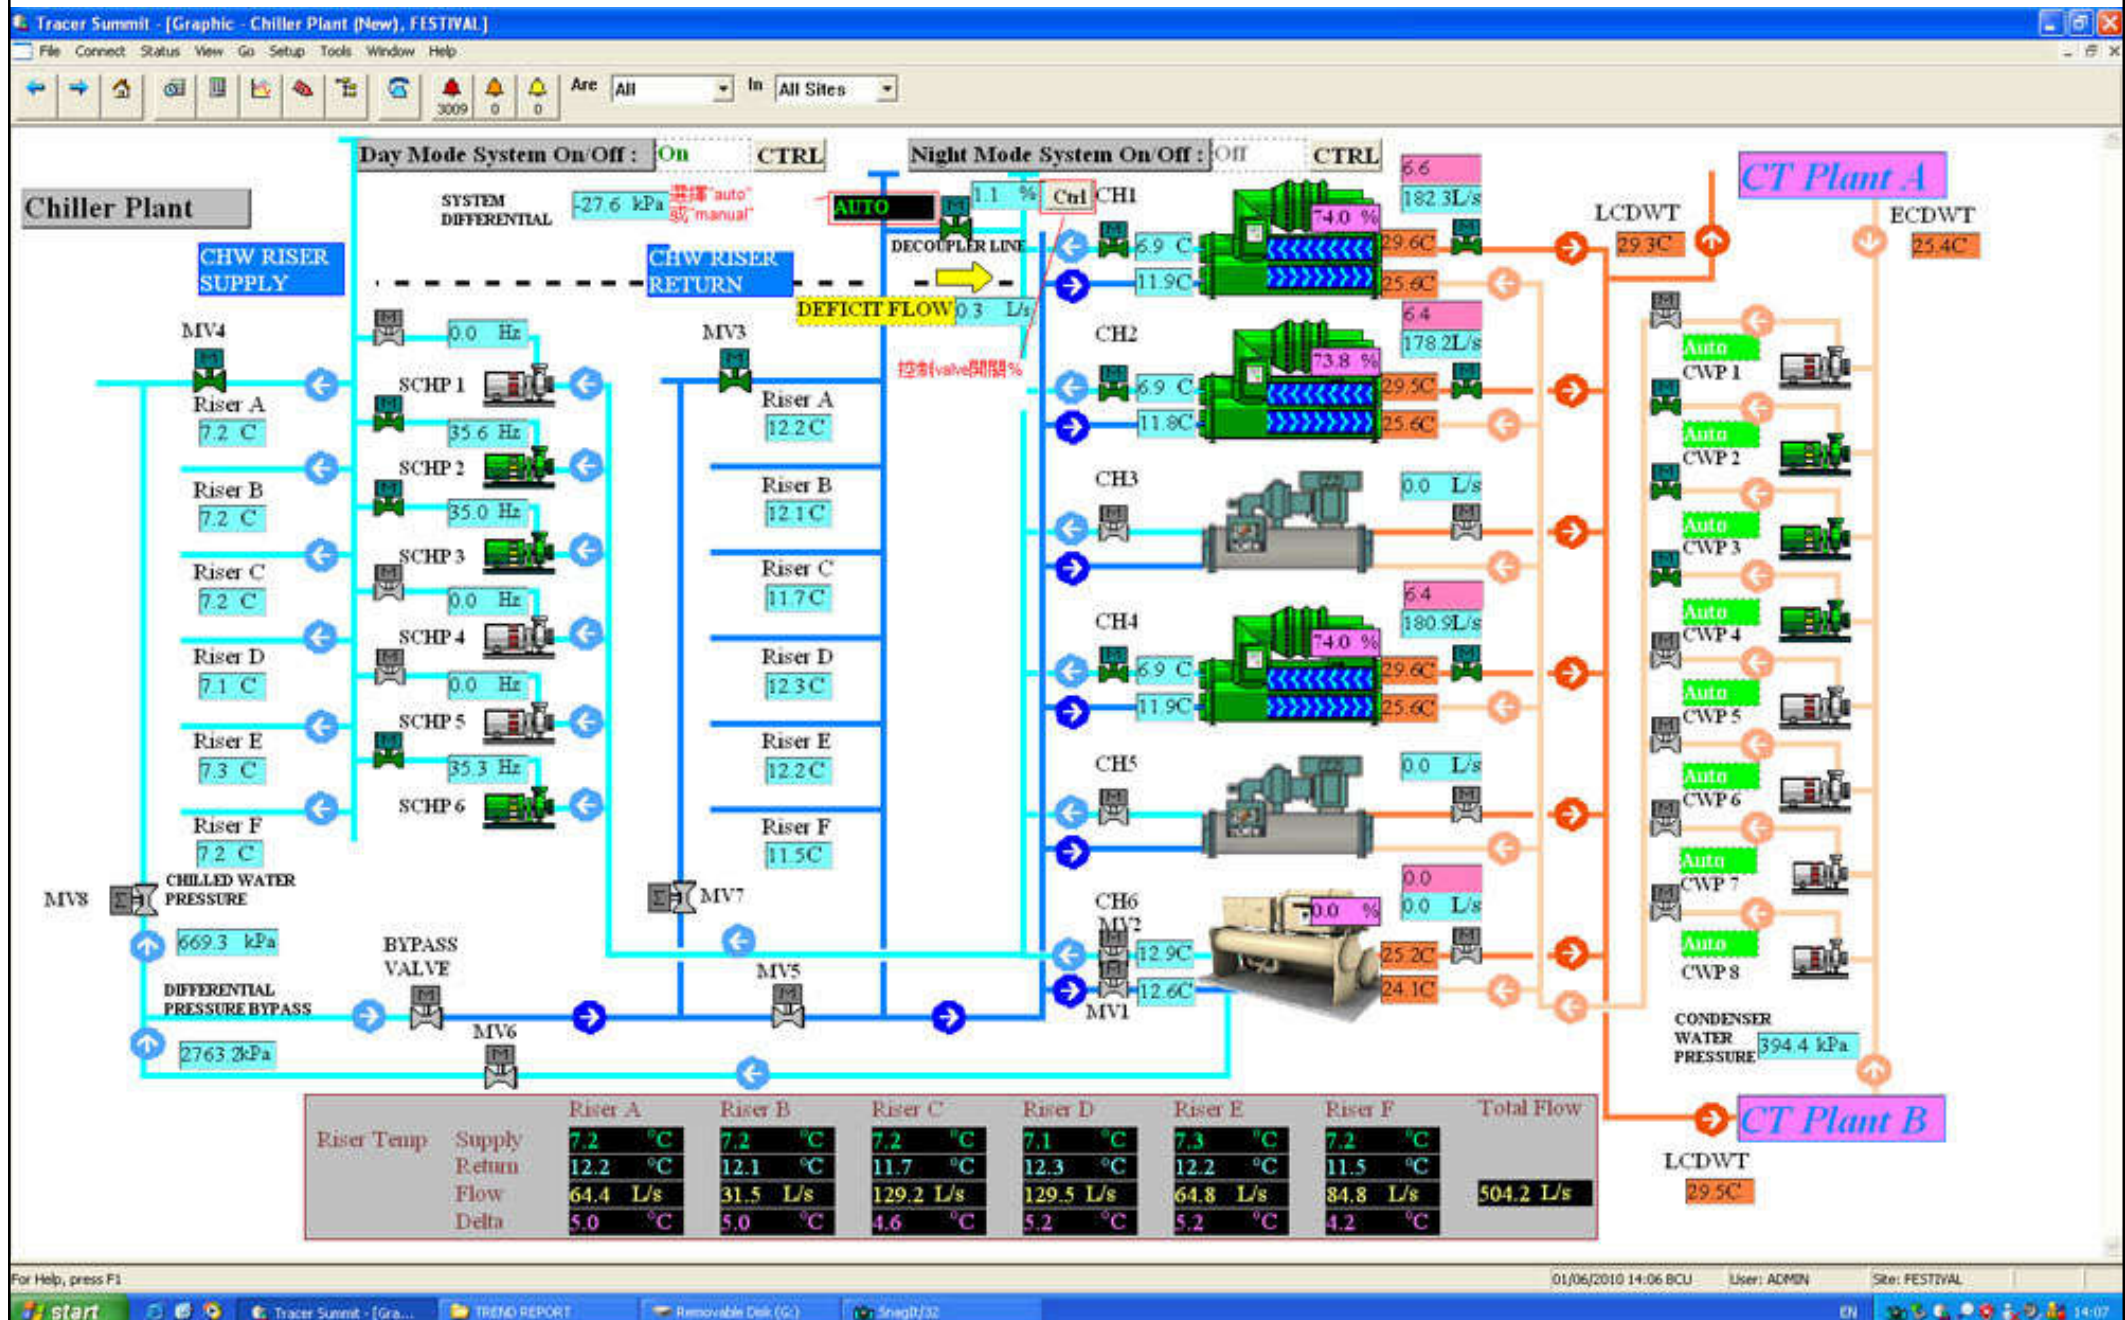 Tracer Summit - [Graphic - Chiller Plant (New), FESTIVAL]
File Connect Status View Go Setup Tools Window Help
3009 0 0 Are All In All Sites
Day Mode System On/Off : On CTRL
Night Mode System On/Off : Off CTRL
CT Plant A
Chiller Plant
SYSTEM
DIFFERENTIAL
-27.6 kPa
選擇"auto"
或"manual"
AUTO
1.1 %
Ctrl
DECOUPLER LINE
DEFICIT FLOW 0.3 L/s
控制valve開關%
CHW RISER
SUPPLY
CHW RISER
RETURN
MV4
Riser A
7.2 C
Riser B
7.2 C
Riser C
7.2 C
Riser D
7.1 C
Riser E
7.3 C
Riser F
7.2 C
0.0 Hz
SCHP 1
35.6 Hz
SCHP 2
35.0 Hz
SCHP 3
0.0 Hz
SCHP 4
0.0 Hz
SCHP 5
35.3 Hz
SCHP 6
MV3
Riser A
12.2 C
Riser B
12.1 C
Riser C
11.7 C
Riser D
12.3 C
Riser E
12.2 C
Riser F
11.5C
CH1
6.6
182.3L/s
74.0 %
6.9 C
29.6C
11.9C
25.6C
CH2
6.4
178.2L/s
73.8 %
6.9 C
29.5C
11.8C
25.6C
CH3
0.0 L/s
CH4
6.4
180.9L/s
74.0 %
6.9 C
29.6C
11.9C
25.6C
CH5
0.0 L/s
CH6
0.0
0.0 L/s
0.0 %
MV2
12.9C
25.2C
12.6C
24.1C
MV1
LCDWT
29.3C
ECDWT
25.4C
Auto
CWP 1
Auto
CWP 2
Auto
CWP 3
Auto
CWP 4
Auto
CWP 5
Auto
CWP 6
Auto
CWP 7
Auto
CWP 8
MV8
CHILLED WATER
PRESSURE
669.3 kPa
MV7
BYPASS
VALVE
MV5
DIFFERENTIAL
PRESSURE BYPASS
2763.2kPa
MV6
CONDENSER
WATER
PRESSURE
394.4 kPa
CT Plant B
LCDWT
29.5C
Riser A Riser B Riser C Riser D Riser E Riser F Total Flow
Riser Temp Supply 7.2 °C 7.2 °C 7.2 °C 7.1 °C 7.3 °C 7.2 °C
Return 12.2 °C 12.1 °C 11.7 °C 12.3 °C 12.2 °C 11.5 °C
Flow 64.4 L/s 31.5 L/s 129.2 L/s 129.5 L/s 64.8 L/s 84.8 L/s 504.2 L/s
Delta 5.0 °C 5.0 °C 4.6 °C 5.2 °C 5.2 °C 4.2 °C
For Help, press F1
01/06/2010 14:06 BCU User: ADMIN Site: FESTIVAL
start Tracer Summit - [Gra... TREND REPORT Removable Disk (G:) SnagIt/32 EN 14:07